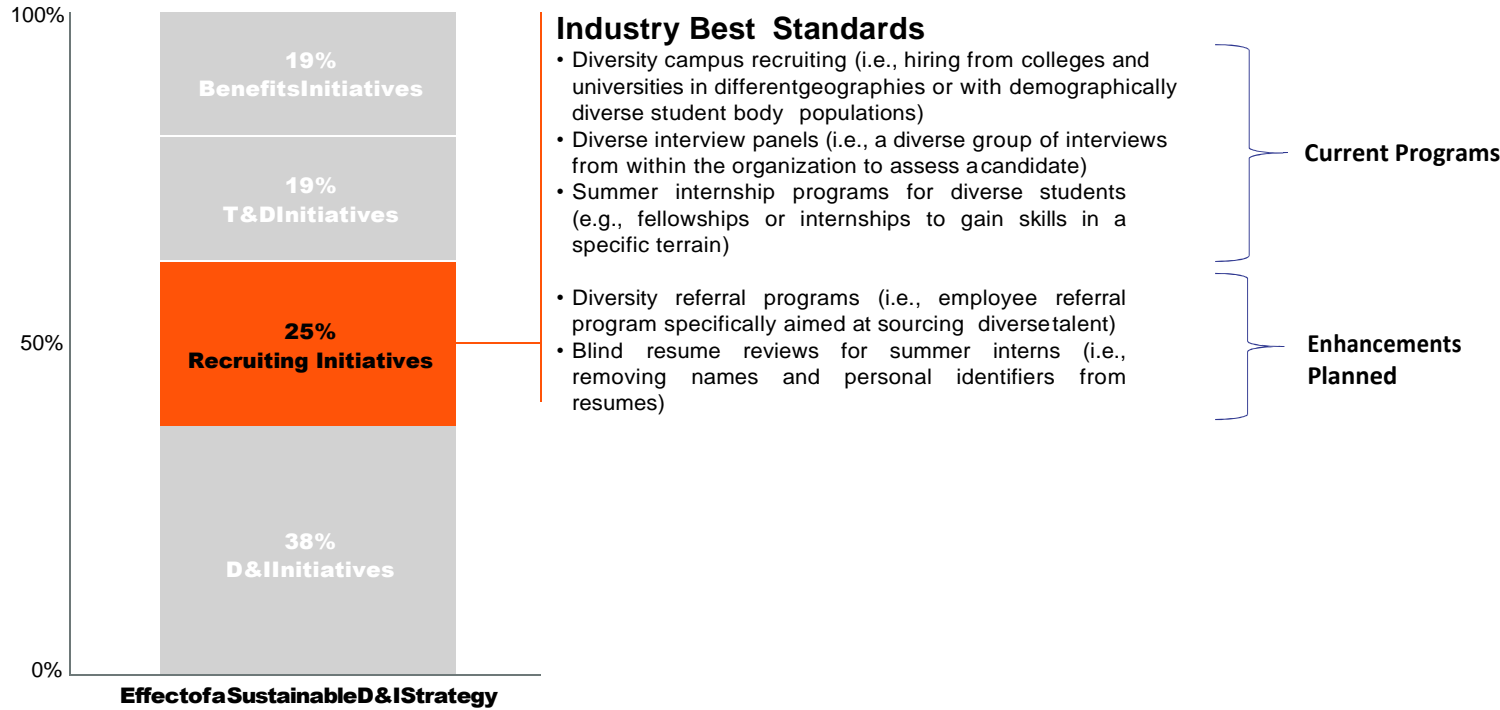 100%
50%
0%
19%
BenefitsInitiatives
19%
T&DInitiatives
25%
Recruiting Initiatives
38%
D&IInitiatives
EffectofaSustainableD&IStrategy
Industry Best Standards
• Diversity campus recruiting (i.e., hiring from colleges and
universities in differentgeographies or with demographically
diverse student body populations)
• Diverse interview panels (i.e., a diverse group of interviews
from within the organization to assess acandidate)
• Summer internship programs for diverse students
(e.g., fellowships or internships to gain skills in a
specific terrain)
• Diversity referral programs (i.e., employee referral
program specifically aimed at sourcing diversetalent)
• Blind resume reviews for summer interns (i.e.,
removing names and personal identifiers from
resumes)
Current Programs
Enhancements
Planned